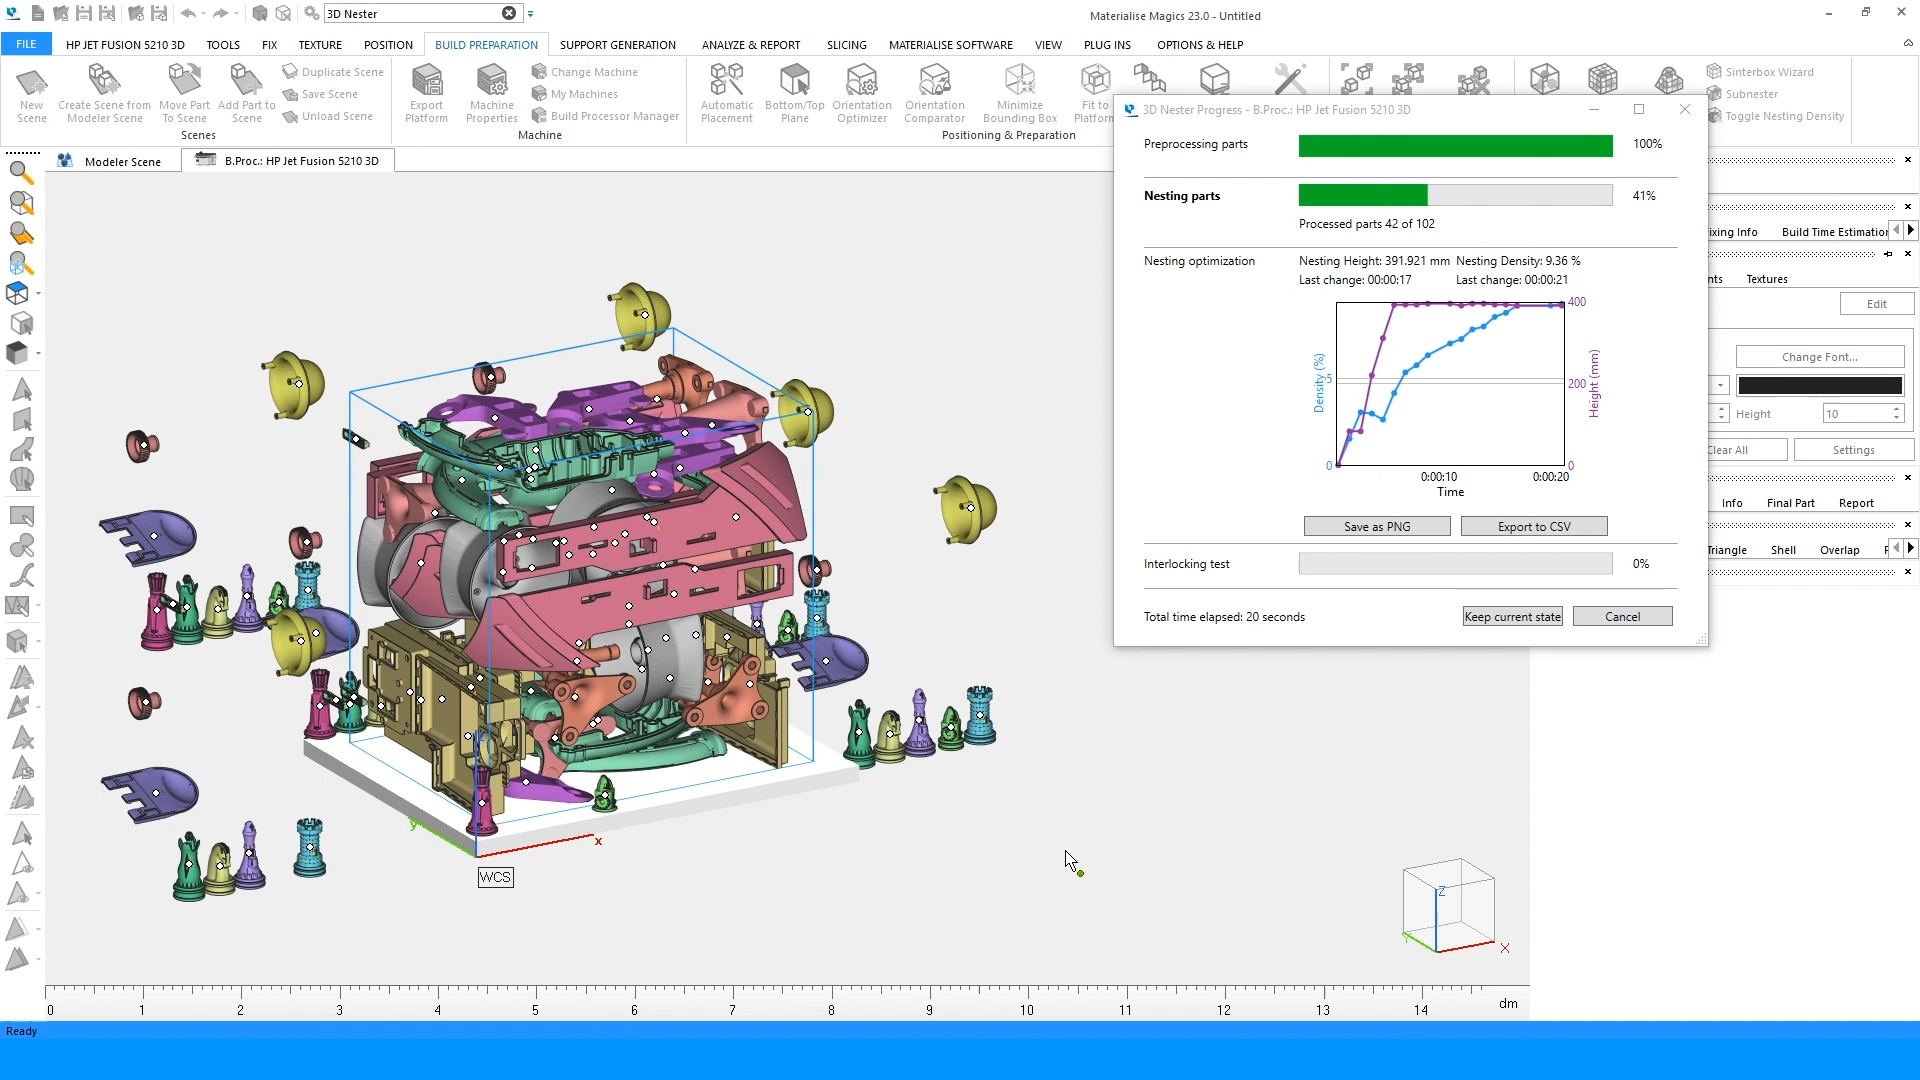 3D Nester
Materialise Magics 23.0 - Untitled
FILE HP JET FUSION 5210 3D TOOLS FIX TEXTURE POSITION BUILD PREPARATION SUPPORT GENERATION ANALYZE & REPORT SLICING MATERIALISE SOFTWARE VIEW PLUG INS OPTIONS & HELP
New Scene
Create Scene from Modeler Scene
Move Part To Scene
Add Part to Scene
Duplicate Scene
Save Scene
Unload Scene
Scenes
Export Platform
Machine Properties
Change Machine
My Machines
Build Processor Manager
Machine
Automatic Placement
Bottom/Top Plane
Orientation Optimizer
Orientation Comparator
Minimize Bounding Box
Fit to Platform
Positioning & Preparation
Sinterbox Wizard
Subnester
Toggle Nesting Density
Modeler Scene
B.Proc.: HP Jet Fusion 5210 3D
3D Nester Progress - B.Proc.: HP Jet Fusion 5210 3D
Preprocessing parts 100%
Nesting parts 41%
Processed parts 42 of 102
Nesting optimization Nesting Height: 391.921 mm Nesting Density: 9.36 %
Last change: 00:00:17 Last change: 00:00:21
400
200
0
Height (mm)
Density (%)
5
0
0:00:10 0:00:20
Time
Save as PNG Export to CSV
Interlocking test 0%
Total time elapsed: 20 seconds Keep current state Cancel
ixing Info Build Time Estimation
nts Textures
Edit
Change Font...
Height 10
Clear All Settings
Info Final Part Report
Triangle Shell Overlap
y
x
WCS
Z
Y
X
0 1 2 3 4 5 6 7 8 9 10 11 12 13 14 dm
Ready